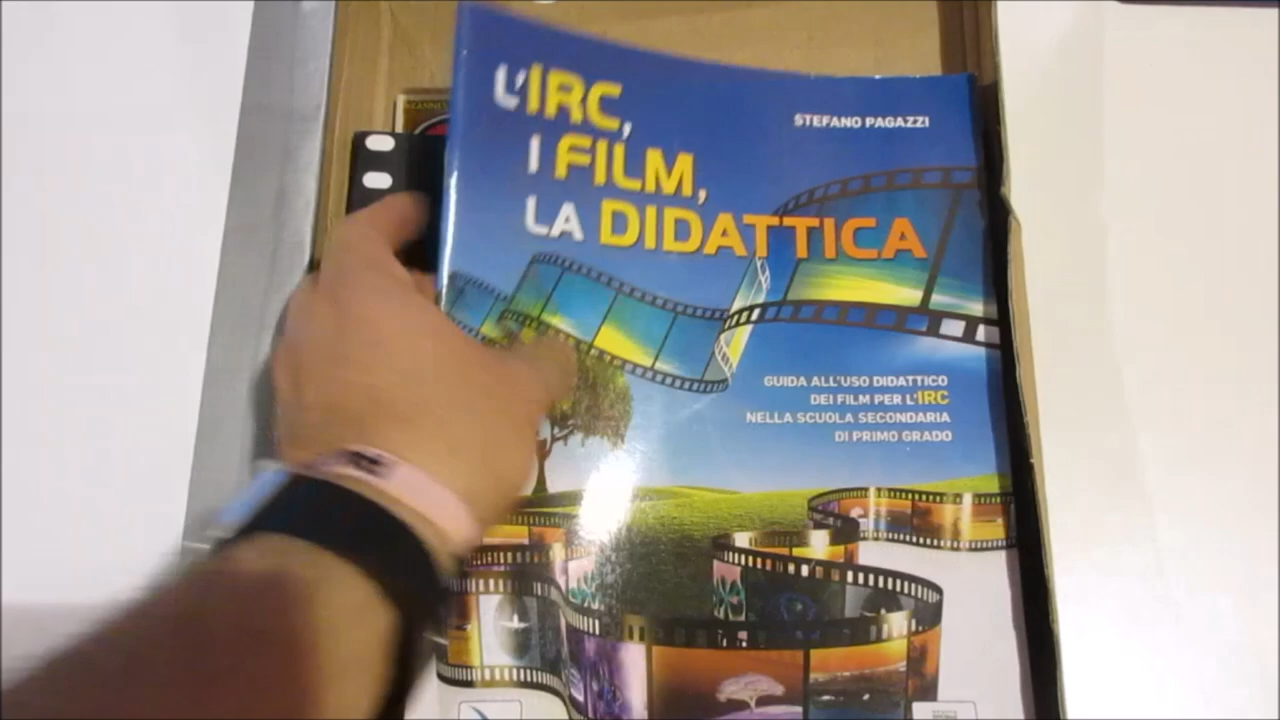 L'IRC,
I FILM,
LA DIDATTICA
STEFANO PAGAZZI
GUIDA ALL'USO DIDATTICO
DEI FILM PER L'IRC
NELLA SCUOLA SECONDARIA
DI PRIMO GRADO